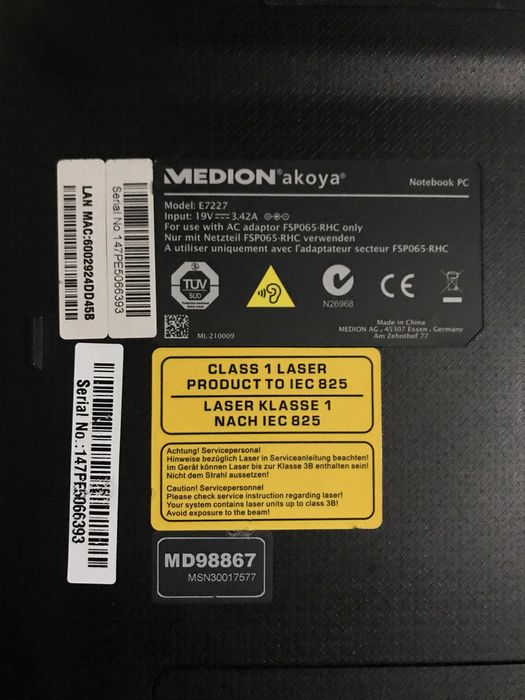 MEDION® akoya®
Notebook PC
Model: E7227
Input: 19V 3.42A
For use with AC adaptor FSP065-RHC only
Nur mit Netzteil FSP065-RHC verwenden
A utiliser uniquement avec l'adaptateur secteur FSP065-RHC
TÜV
SÜD
N26968
CE
ML-210009
Made in China
MEDION AG, 45307 Essen, Germany
Am Zehnthof 77
LAN MAC:6002924DD45B
Serial No.:147PE5066393
CLASS 1 LASER
PRODUCT TO IEC 825
LASER KLASSE 1
NACH IEC 825
Achtung! Servicepersonal
Hinweise bezüglich Laser in Serviceanleitung beachten!
Im Gerät können Laser bis zur Klasse 3B enthalten sein!
Nicht dem Strahl aussetzen!
Caution! Servicepersonnel
Please check service instruction regarding laser!
Your system contains laser units up to class 3B!
Avoid exposure to the beam!
Serial No.:147PE5066393
MD98867
MSN30017577